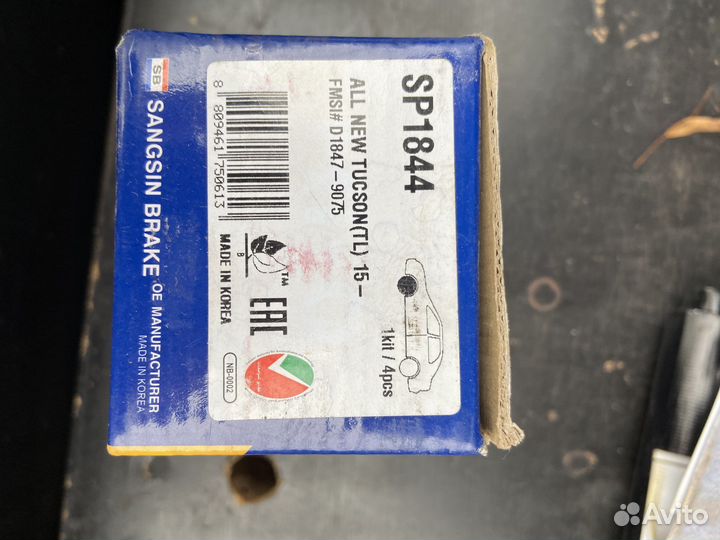 SP1844
ALL NEW TUCSON(TL) 15-
FMSI# D1847-9075
1kit / 4pcs
8 809461 750613
B
TM
MADE IN KOREA
EAC
NB-0002
SB
SANGSIN BRAKE OE MANUFACTURER
MADE IN KOREA
Avito